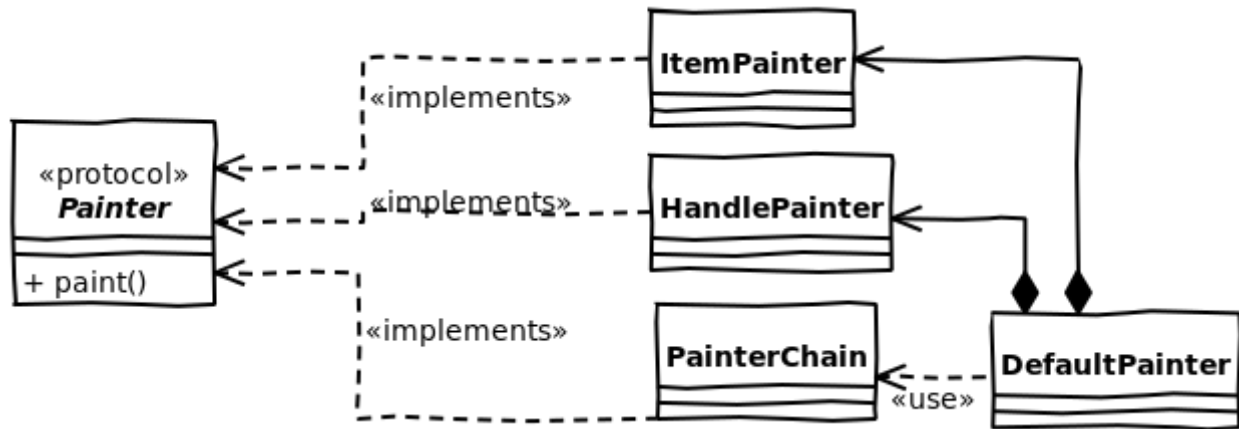 ItemPainter
«implements»
«protocol»
Painter
+ paint()
«implements»
HandlePainter
«implements»
PainterChain
«use»
DefaultPainter